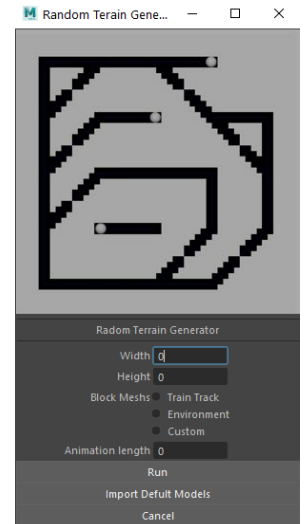 Random Terain Gene...
Radom Terrain Generator
Width 0
Height 0
Block Meshs Train Track
Environment
Custom
Animation length 0
Run
Import Defult Models
Cancel